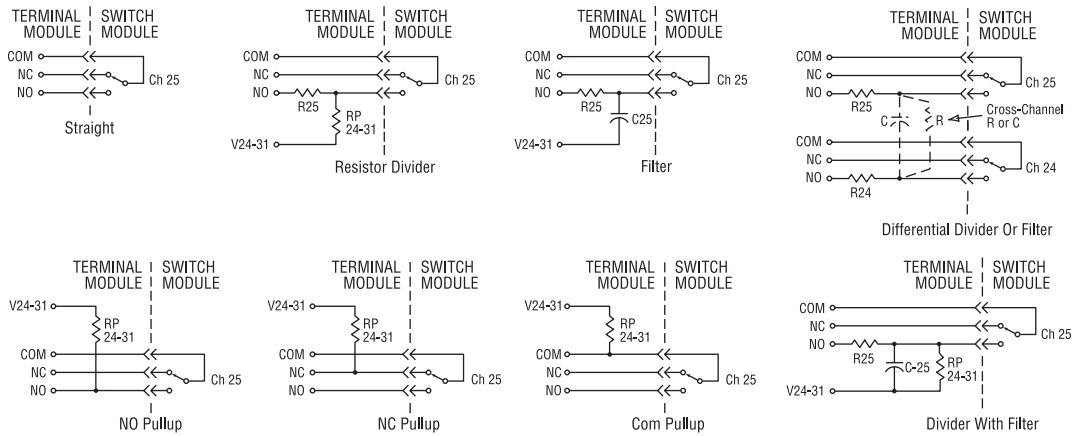 TERMINAL MODULE
SWITCH MODULE
COM
NC
NO
Ch 25
Straight
TERMINAL MODULE
SWITCH MODULE
COM
NC
NO
Ch 25
R25
RP
24-31
V24-31
Resistor Divider
TERMINAL MODULE
SWITCH MODULE
COM
NC
NO
Ch 25
R25
C25
V24-31
Filter
TERMINAL MODULE
SWITCH MODULE
COM
NC
NO
Ch 25
R25
C
R
Cross-Channel
R or C
COM
NC
NO
Ch 24
R24
Differential Divider Or Filter
TERMINAL MODULE
SWITCH MODULE
V24-31
RP
24-31
COM
NC
NO
Ch 25
NO Pullup
TERMINAL MODULE
SWITCH MODULE
V24-31
RP
24-31
COM
NC
NO
Ch 25
NC Pullup
TERMINAL MODULE
SWITCH MODULE
V24-31
RP
24-31
COM
NC
NO
Ch 25
Com Pullup
TERMINAL MODULE
SWITCH MODULE
COM
NC
NO
Ch 25
R25
C-25
RP
24-31
V24-31
Divider With Filter